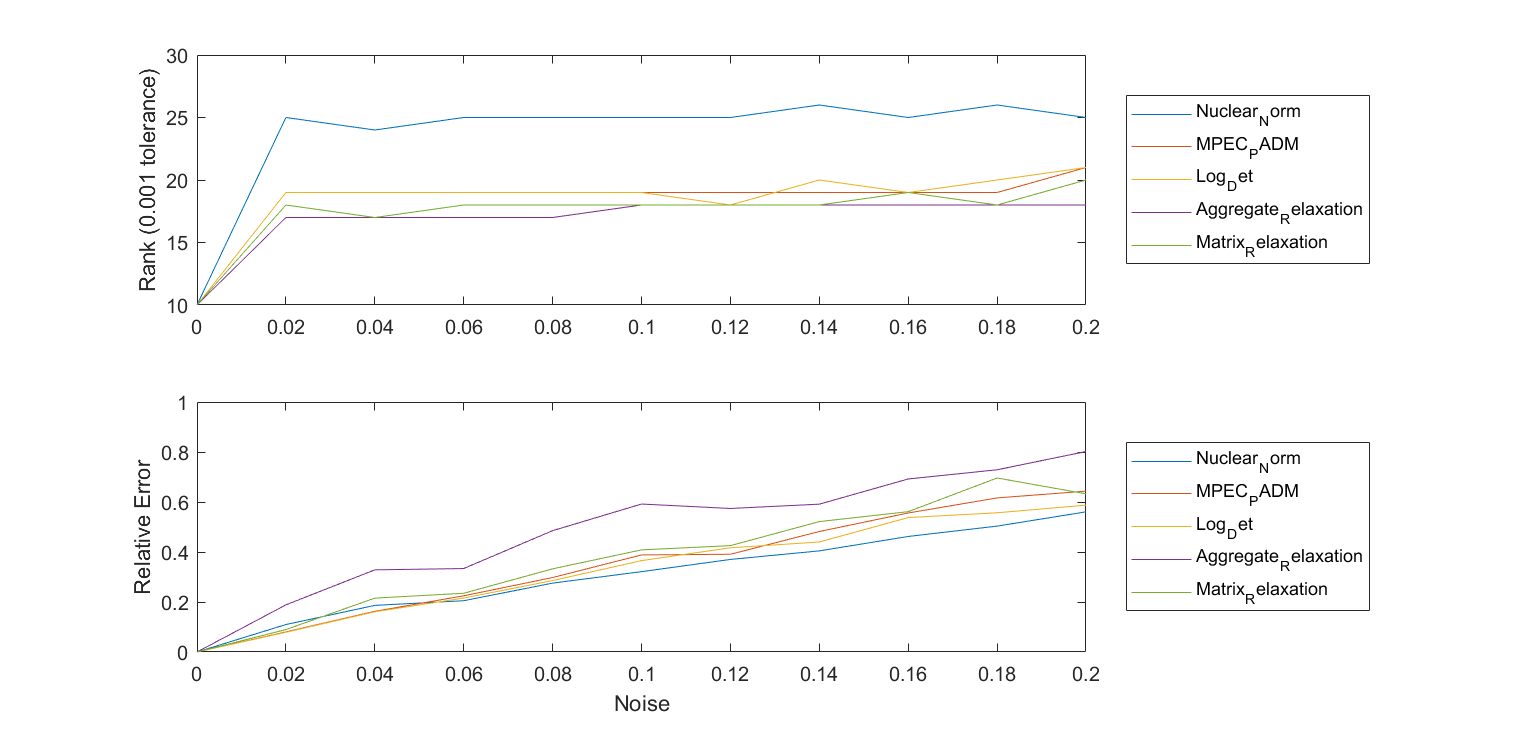 30
25
20
15
10
Rank (0.001 tolerance)
0 0.02 0.04 0.06 0.08 0.1 0.12 0.14 0.16 0.18 0.2
Nuclear_Norm
MPEC_PADM
Log_Det
Aggregate_Relaxation
Matrix_Relaxation
1
0.8
0.6
0.4
0.2
0
Relative Error
0 0.02 0.04 0.06 0.08 0.1 0.12 0.14 0.16 0.18 0.2
Noise
Nuclear_Norm
MPEC_PADM
Log_Det
Aggregate_Relaxation
Matrix_Relaxation